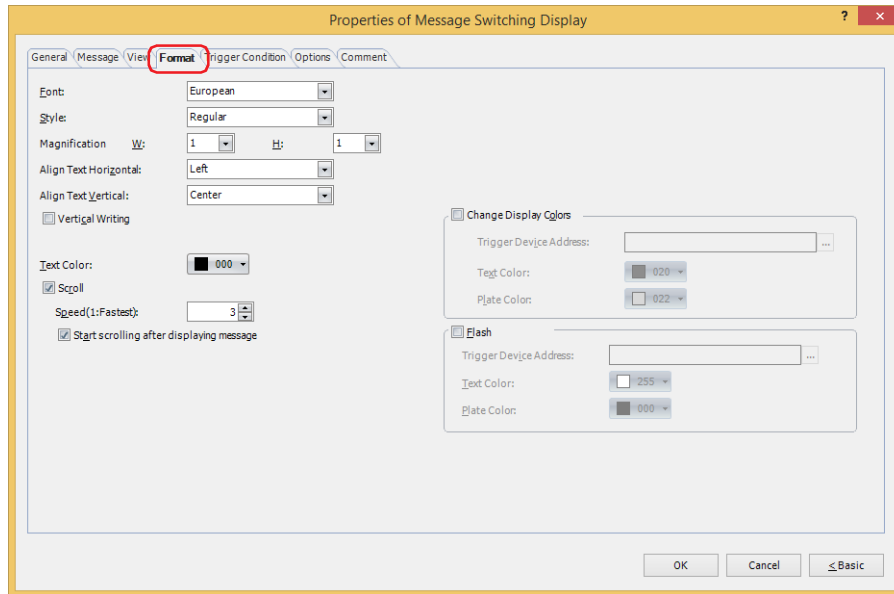 Properties of Message Switching Display
? ×
General Message View Format Trigger Condition Options Comment
Font: European
Style: Regular
Magnification W: 1 H: 1
Align Text Horizontal: Left
Align Text Vertical: Center
Vertical Writing
Text Color: 000
Scroll
Speed(1:Fastest): 3
Start scrolling after displaying message
Change Display Colors
Trigger Device Address: ...
Text Color: 020
Plate Color: 022
Flash
Trigger Device Address: ...
Text Color: 255
Plate Color: 000
OK Cancel < Basic